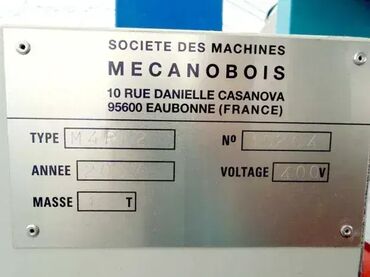 SOCIETE DES MACHINES
MECANOBOIS
10 RUE DANIELLE CASANOVA
95600 EAUBONNE (FRANCE)
TYPE
Nº
ANNEE
VOLTAGE 400 V
MASSE T